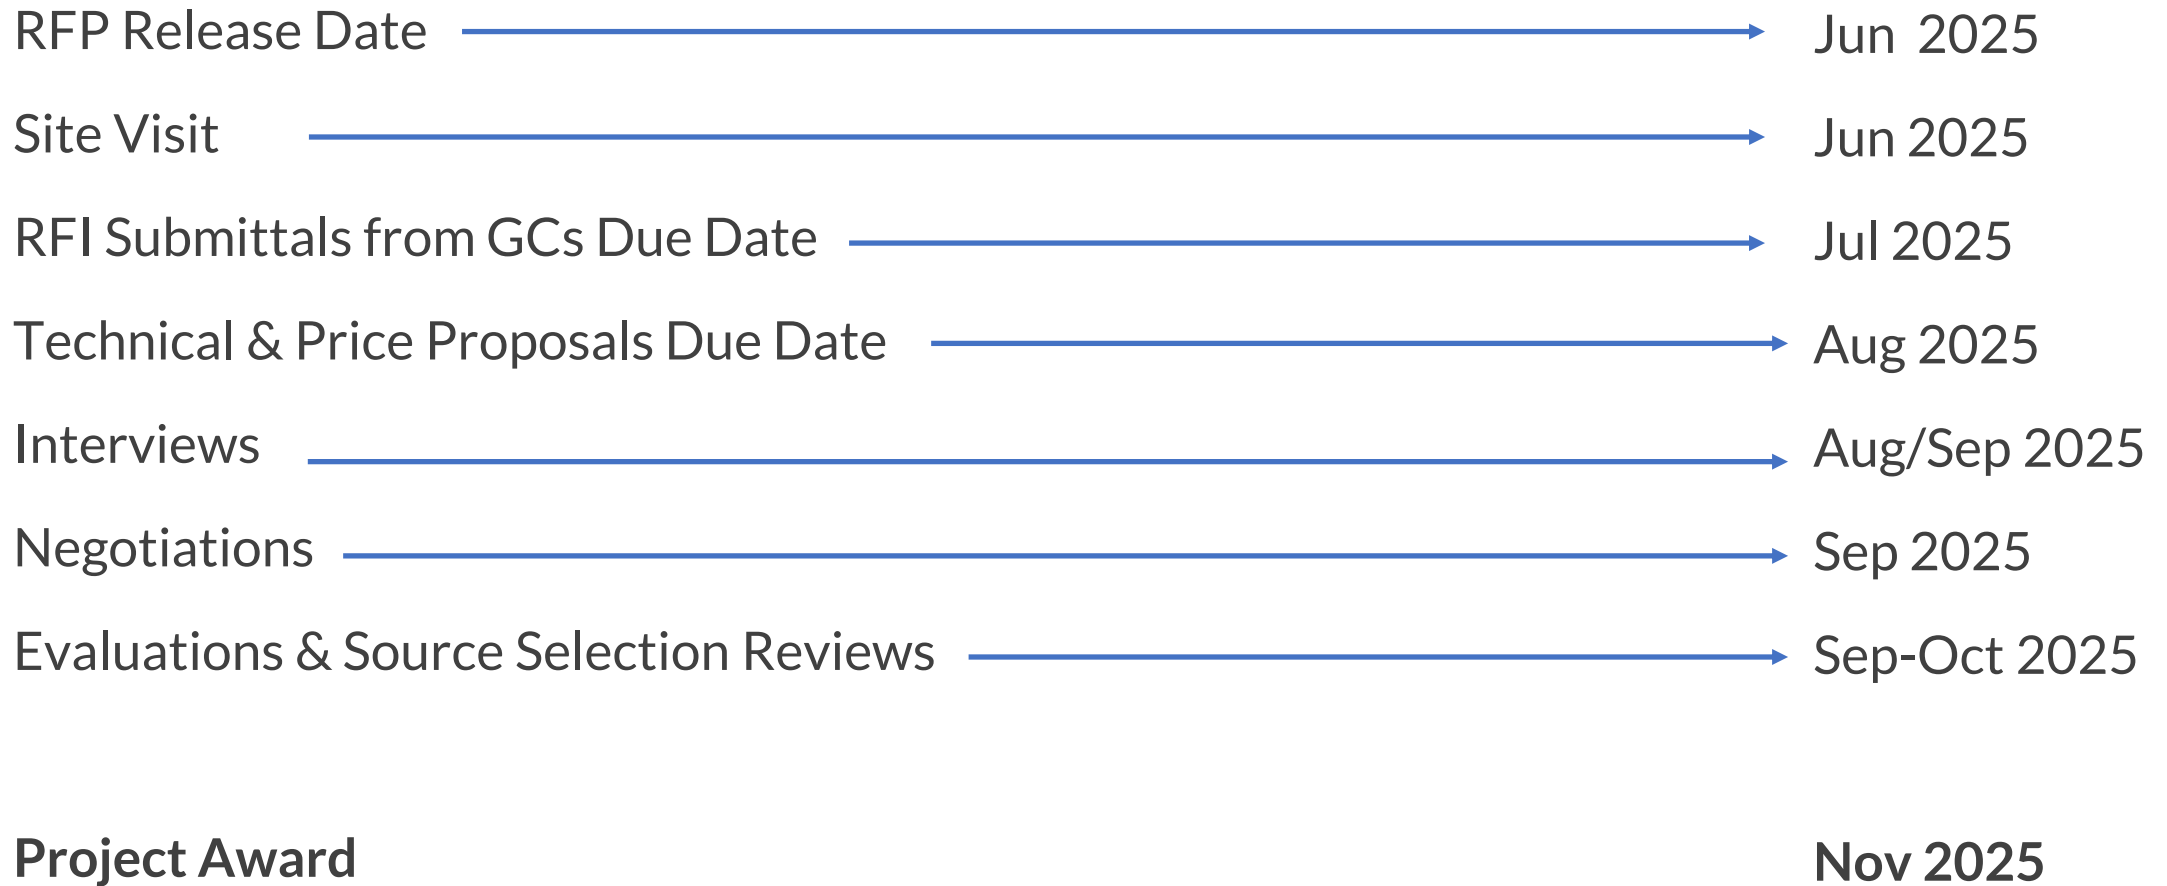 RFP Release Date Jun  2025
Site Visit Jun 2025
RFI Submittals from GCs Due Date Jul 2025
Technical & Price Proposals Due Date Aug 2025
Interviews Aug/Sep 2025
Negotiations Sep 2025
Evaluations & Source Selection Reviews Sep-Oct 2025
Project Award Nov 2025